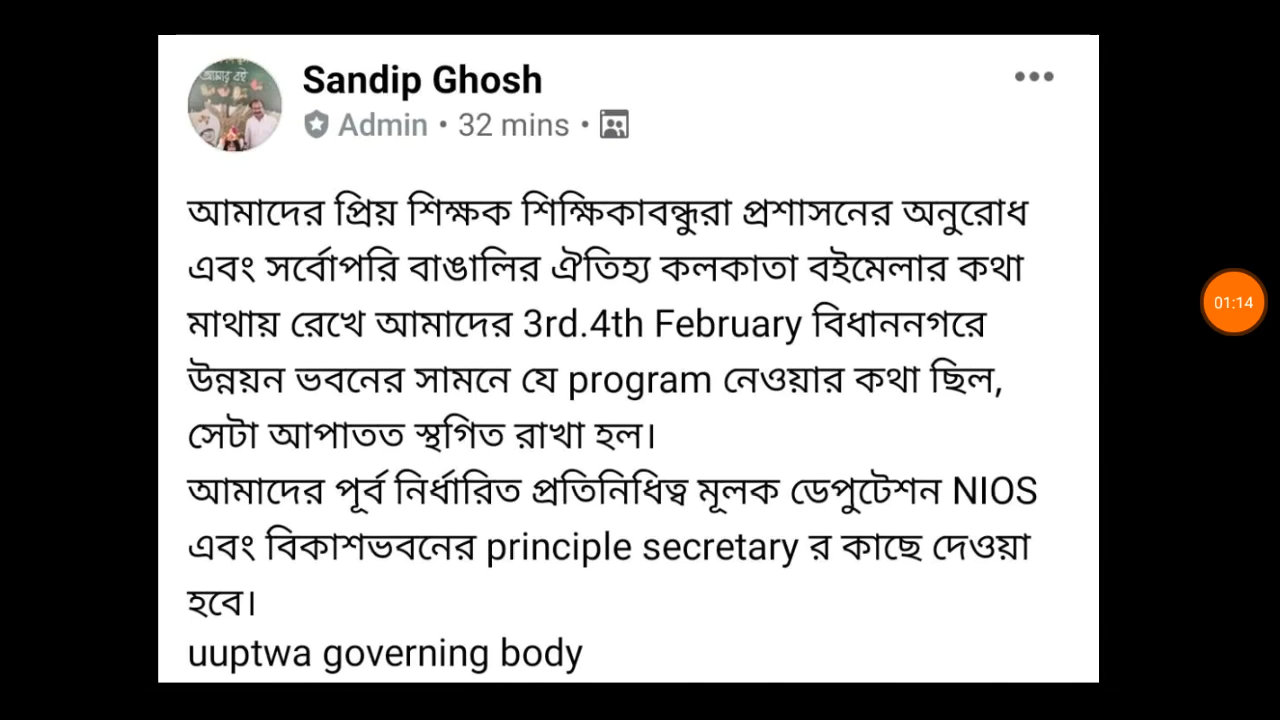 Sandip Ghosh
Admin • 32 mins •
আমাদের প্রিয় শিক্ষক শিক্ষিকাবন্ধুরা প্রশাসনের অনুরোধ
এবং সর্বোপরি বাঙালির ঐতিহ্য কলকাতা বইমেলার কথা
মাথায় রেখে আমাদের 3rd.4th February বিধাননগরে
উন্নয়ন ভবনের সামনে যে program নেওয়ার কথা ছিল,
সেটা আপাতত স্থগিত রাখা হল।
আমাদের পূর্ব নির্ধারিত প্রতিনিধিত্ব মূলক ডেপুটেশন NIOS
এবং বিকাশভবনের principle secretary র কাছে দেওয়া
হবে।
uuptwa governing body
01:14
আমার বই